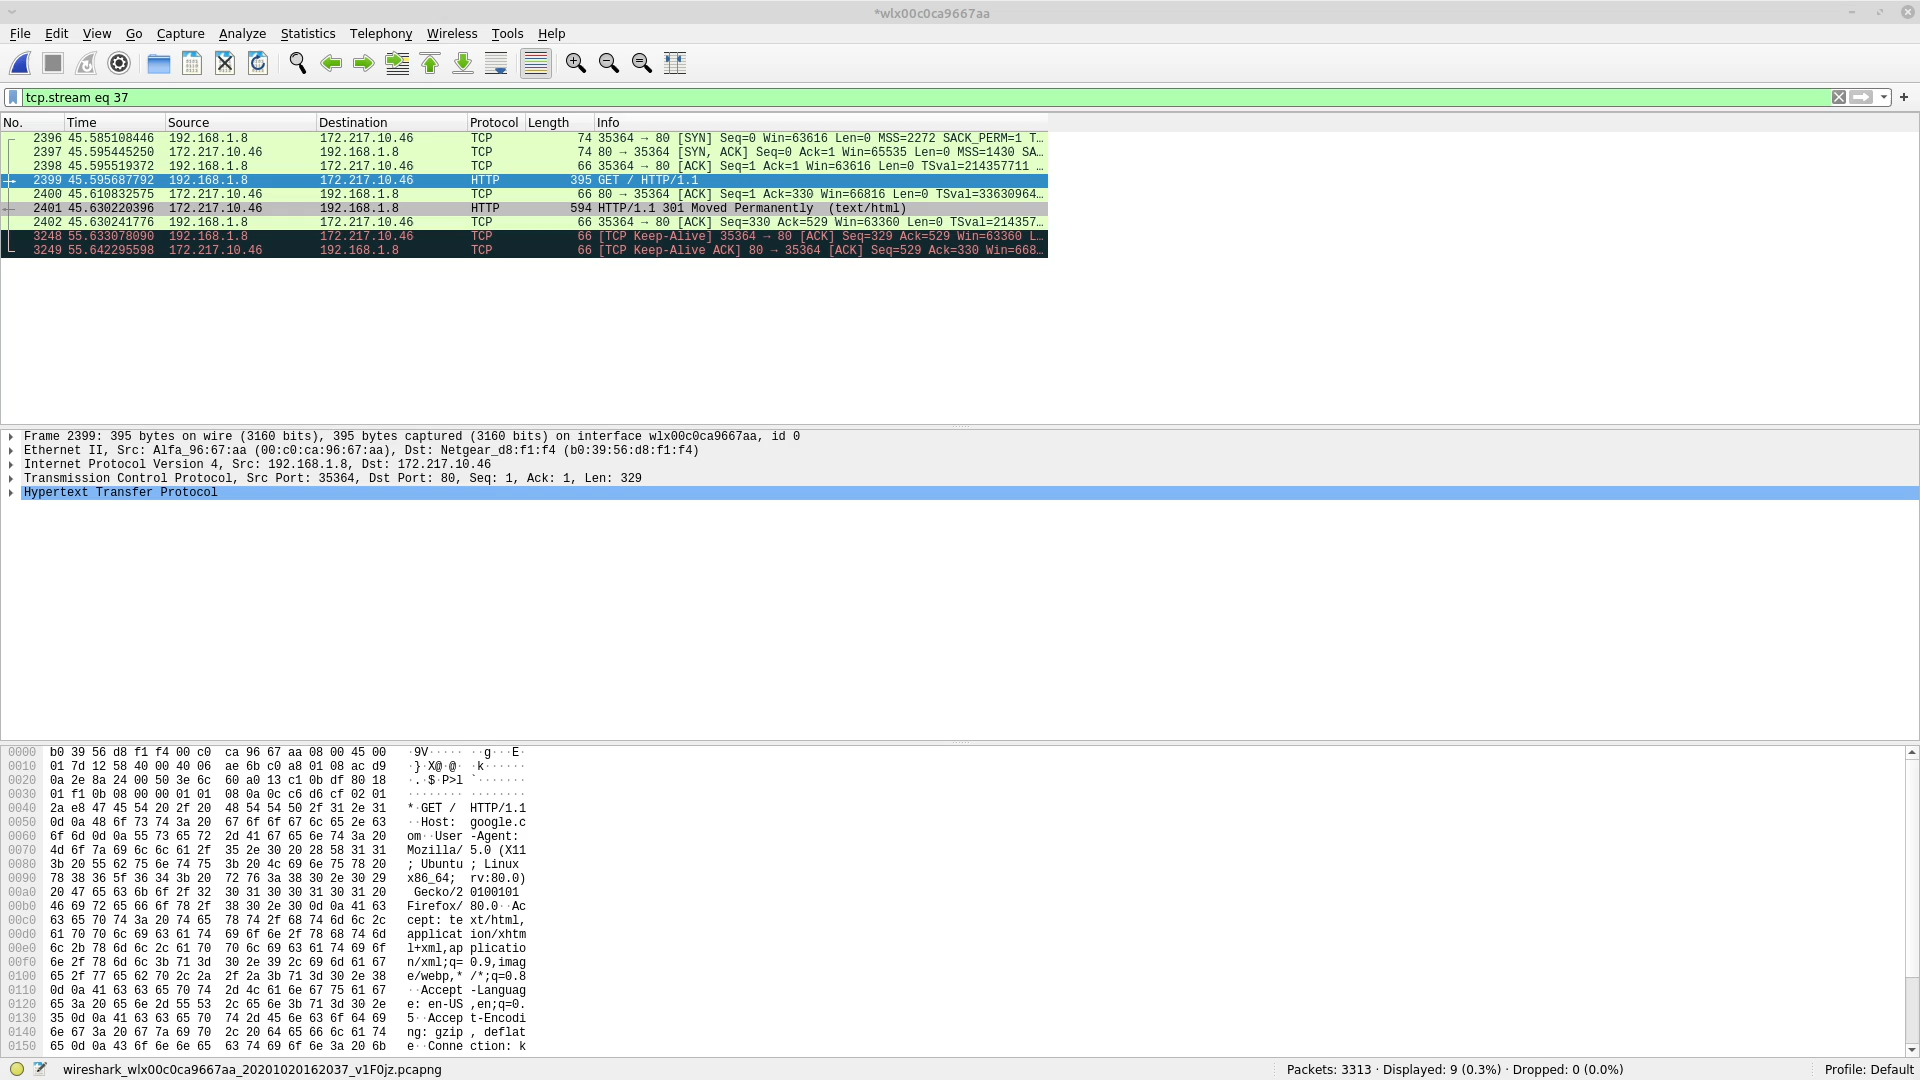 *wlx00c0ca9667aa
File Edit View Go Capture Analyze Statistics Telephony Wireless Tools Help
tcp.stream eq 37
No. Time Source Destination Protocol Length Info
2396 45.585108446 192.168.1.8 172.217.10.46 TCP 74 35364 → 80 [SYN] Seq=0 Win=63616 Len=0 MSS=2272 SACK_PERM=1 T…
2397 45.595445250 172.217.10.46 192.168.1.8 TCP 74 80 → 35364 [SYN, ACK] Seq=0 Ack=1 Win=65535 Len=0 MSS=1430 SA…
2398 45.595519372 192.168.1.8 172.217.10.46 TCP 66 35364 → 80 [ACK] Seq=1 Ack=1 Win=63616 Len=0 TSval=214357711 …
2399 45.595687792 192.168.1.8 172.217.10.46 HTTP 395 GET / HTTP/1.1
2400 45.610832575 172.217.10.46 192.168.1.8 TCP 66 80 → 35364 [ACK] Seq=1 Ack=330 Win=66816 Len=0 TSval=33630964…
2401 45.630220396 172.217.10.46 192.168.1.8 HTTP 594 HTTP/1.1 301 Moved Permanently  (text/html)
2402 45.630241776 192.168.1.8 172.217.10.46 TCP 66 35364 → 80 [ACK] Seq=330 Ack=529 Win=63360 Len=0 TSval=214357…
3248 55.633078090 192.168.1.8 172.217.10.46 TCP 66 [TCP Keep-Alive] 35364 → 80 [ACK] Seq=329 Ack=529 Win=63360 L…
3249 55.642295598 172.217.10.46 192.168.1.8 TCP 66 [TCP Keep-Alive ACK] 80 → 35364 [ACK] Seq=529 Ack=330 Win=668…
Frame 2399: 395 bytes on wire (3160 bits), 395 bytes captured (3160 bits) on interface wlx00c0ca9667aa, id 0
Ethernet II, Src: Alfa_96:67:aa (00:c0:ca:96:67:aa), Dst: Netgear_d8:f1:f4 (b0:39:56:d8:f1:f4)
Internet Protocol Version 4, Src: 192.168.1.8, Dst: 172.217.10.46
Transmission Control Protocol, Src Port: 35364, Dst Port: 80, Seq: 1, Ack: 1, Len: 329
Hypertext Transfer Protocol
0000 b0 39 56 d8 f1 f4 00 c0 ca 96 67 aa 08 00 45 00 ·9V····· ··g···E·
0010 01 7d 12 58 40 00 40 06 ae 6b c0 a8 01 08 ac d9 ·}·X@·@· ·k······
0020 0a 2e 8a 24 00 50 3e 6c 60 a0 13 c1 0b df 80 18 ·.·$·P>l `·······
0030 01 f1 0b 08 00 00 01 01 08 0a 0c c6 d6 cf 02 01 ········ ········
0040 2a e8 47 45 54 20 2f 20 48 54 54 50 2f 31 2e 31 *·GET / HTTP/1.1
0050 0d 0a 48 6f 73 74 3a 20 67 6f 6f 67 6c 65 2e 63 ··Host: google.c
0060 6f 6d 0d 0a 55 73 65 72 2d 41 67 65 6e 74 3a 20 om··User -Agent:
0070 4d 6f 7a 69 6c 6c 61 2f 35 2e 30 20 28 58 31 31 Mozilla/ 5.0 (X11
0080 3b 20 55 62 75 6e 74 75 3b 20 4c 69 6e 75 78 20 ; Ubuntu ; Linux
0090 78 38 36 5f 36 34 3b 20 72 76 3a 38 30 2e 30 29 x86_64; rv:80.0)
00a0 20 47 65 63 6b 6f 2f 32 30 31 30 30 31 30 31 20 Gecko/2 0100101
00b0 46 69 72 65 66 6f 78 2f 38 30 2e 30 0d 0a 41 63 Firefox/ 80.0··Ac
00c0 63 65 70 74 3a 20 74 65 78 74 2f 68 74 6d 6c 2c cept: te xt/html,
00d0 61 70 70 6c 69 63 61 74 69 6f 6e 2f 78 68 74 6d applicat ion/xhtm
00e0 6c 2b 78 6d 6c 2c 61 70 70 6c 69 63 61 74 69 6f l+xml,ap plicatio
00f0 6e 2f 78 6d 6c 3b 71 3d 30 2e 39 2c 69 6d 61 67 n/xml;q= 0.9,imag
0100 65 2f 77 65 62 70 2c 2a 2f 2a 3b 71 3d 30 2e 38 e/webp,* /*;q=0.8
0110 0d 0a 41 63 63 65 70 74 2d 4c 61 6e 67 75 61 67 ··Accept -Languag
0120 65 3a 20 65 6e 2d 55 53 2c 65 6e 3b 71 3d 30 2e e: en-US ,en;q=0.
0130 35 0d 0a 41 63 63 65 70 74 2d 45 6e 63 6f 64 69 5··Accep t-Encodi
0140 6e 67 3a 20 67 7a 69 70 2c 20 64 65 66 6c 61 74 ng: gzip , deflat
0150 65 0d 0a 43 6f 6e 6e 65 63 74 69 6f 6e 3a 20 6b e··Conne ction: k
wireshark_wlx00c0ca9667aa_20201020162037_v1F0jz.pcapng Packets: 3313 · Displayed: 9 (0.3%) · Dropped: 0 (0.0%) Profile: Default